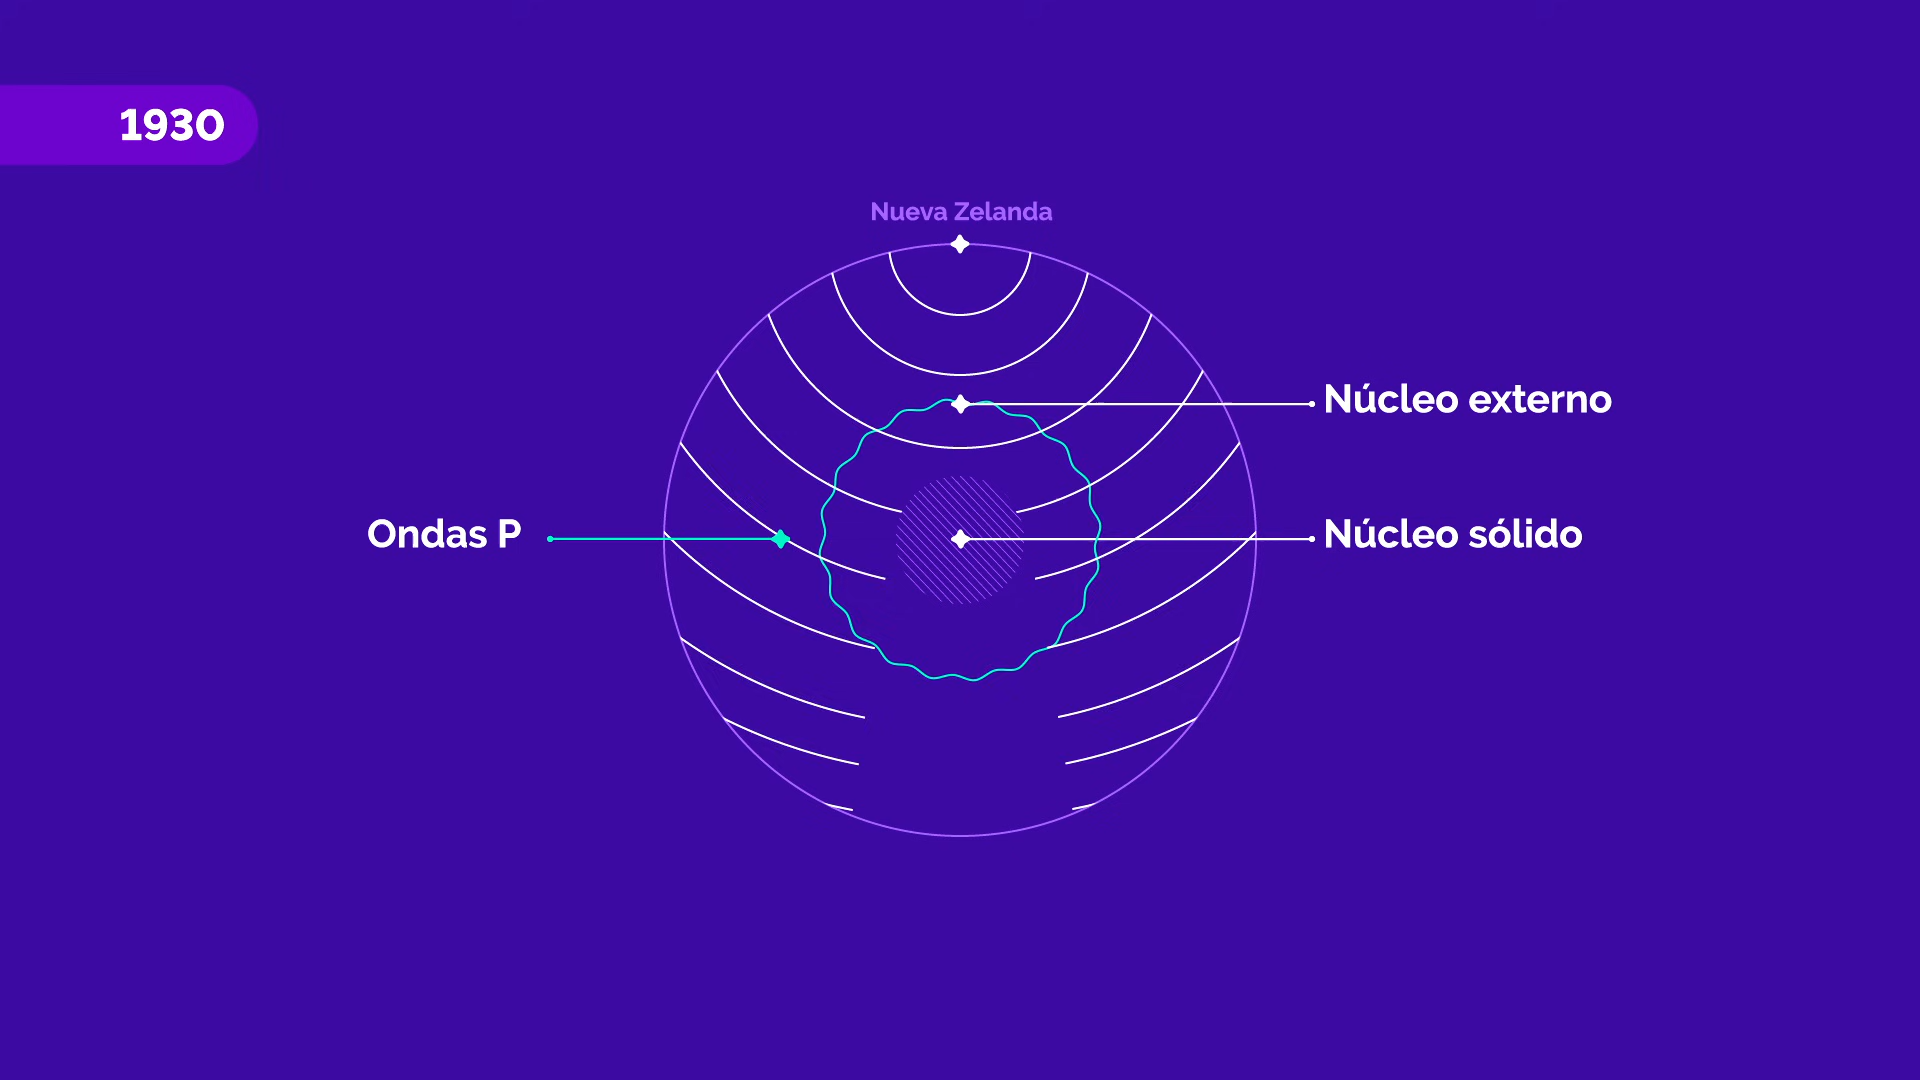 1930
Nueva Zelanda
Núcleo externo
Ondas P
Núcleo sólido